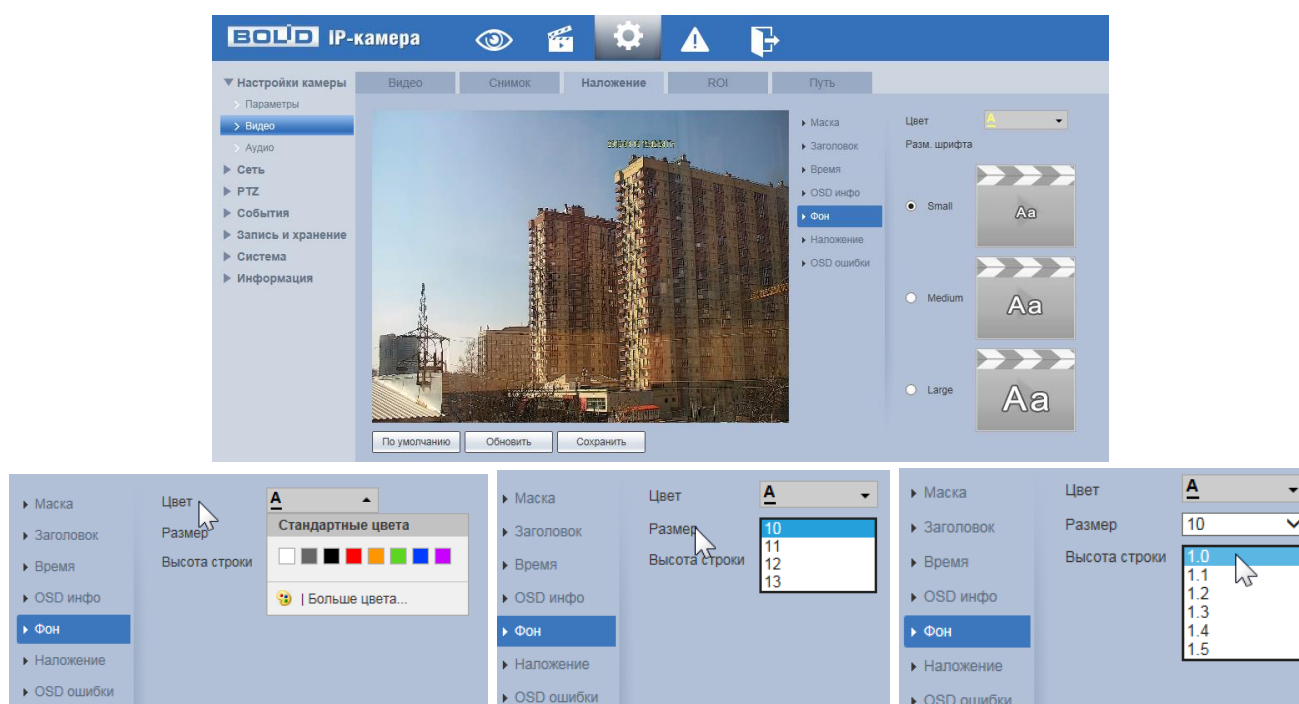 BOLID IP-камера
Настройки камеры
Параметры
Видео
Аудио
Сеть
PTZ
События
Запись и хранение
Система
Информация
Видео Снимок Наложение ROI Путь
Маска
Заголовок
Время
OSD инфо
Фон
Наложение
OSD ошибки
Цвет A
Разм. шрифта
Small Aa
Medium Aa
Large Aa
По умолчанию Обновить Сохранить
Маска
Заголовок
Время
OSD инфо
Фон
Наложение
OSD ошибки
Цвет A
Размер
Высота строки
Стандартные цвета
| Больше цвета...
Маска
Заголовок
Время
OSD инфо
Фон
Наложение
OSD ошибки
Цвет A
Размер
Высота строки
10
11
12
13
Маска
Заголовок
Время
OSD инфо
Фон
Наложение
OSD ошибки
Цвет A
Размер 10
Высота строки
1.0
1.1
1.2
1.3
1.4
1.5